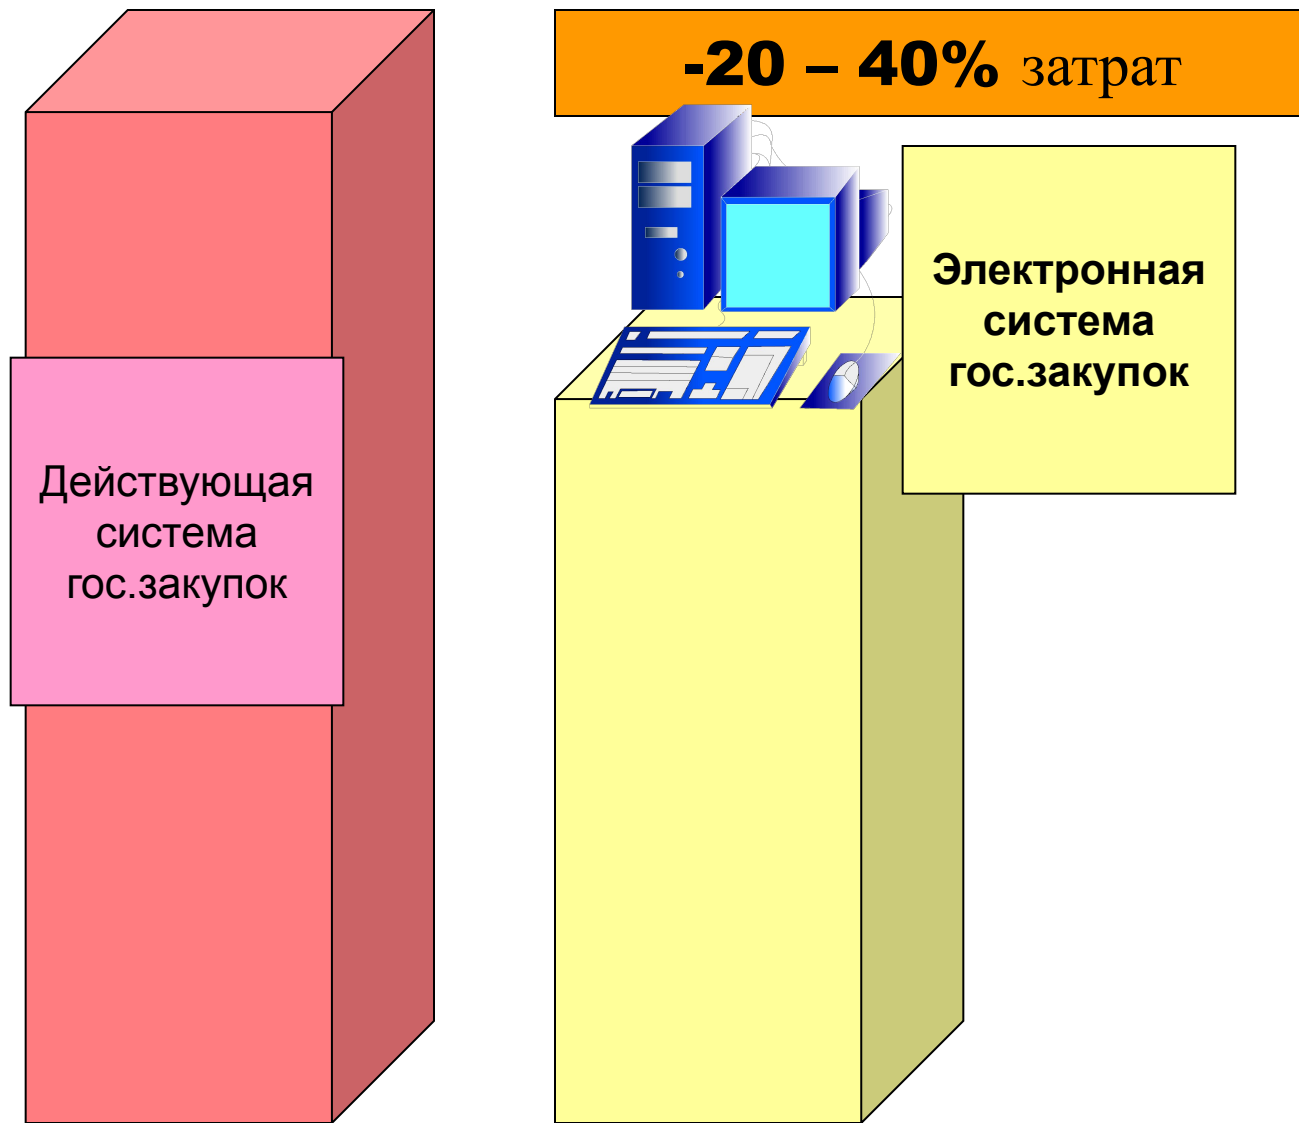 -20 – 40% затрат
Электронная
система
гос.закупок
Действующая
система
гос.закупок